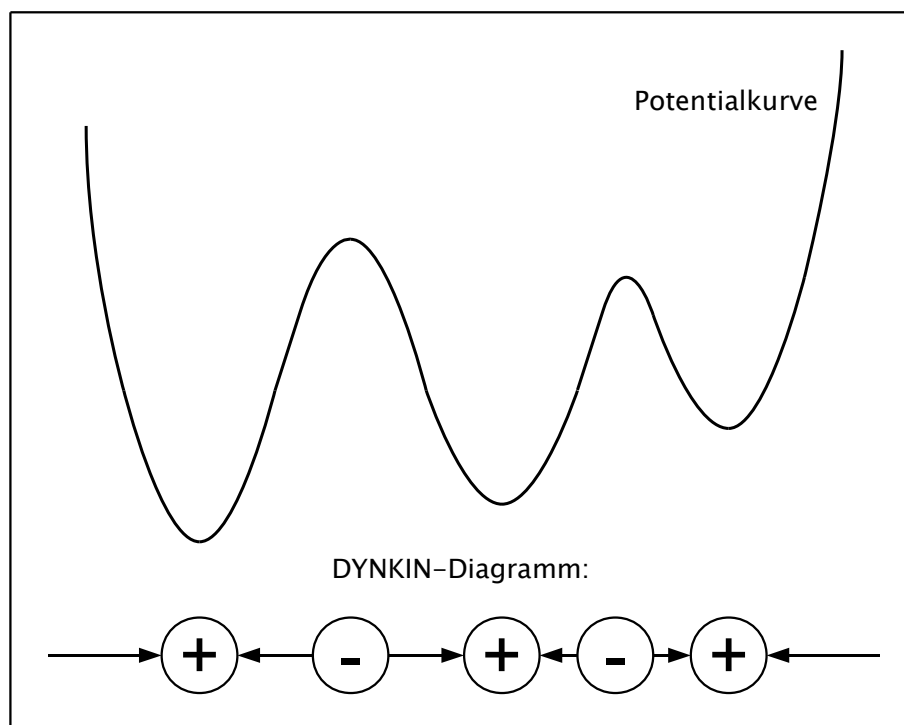 Potentialkurve
DYNKIN-Diagramm:
+ - + - +